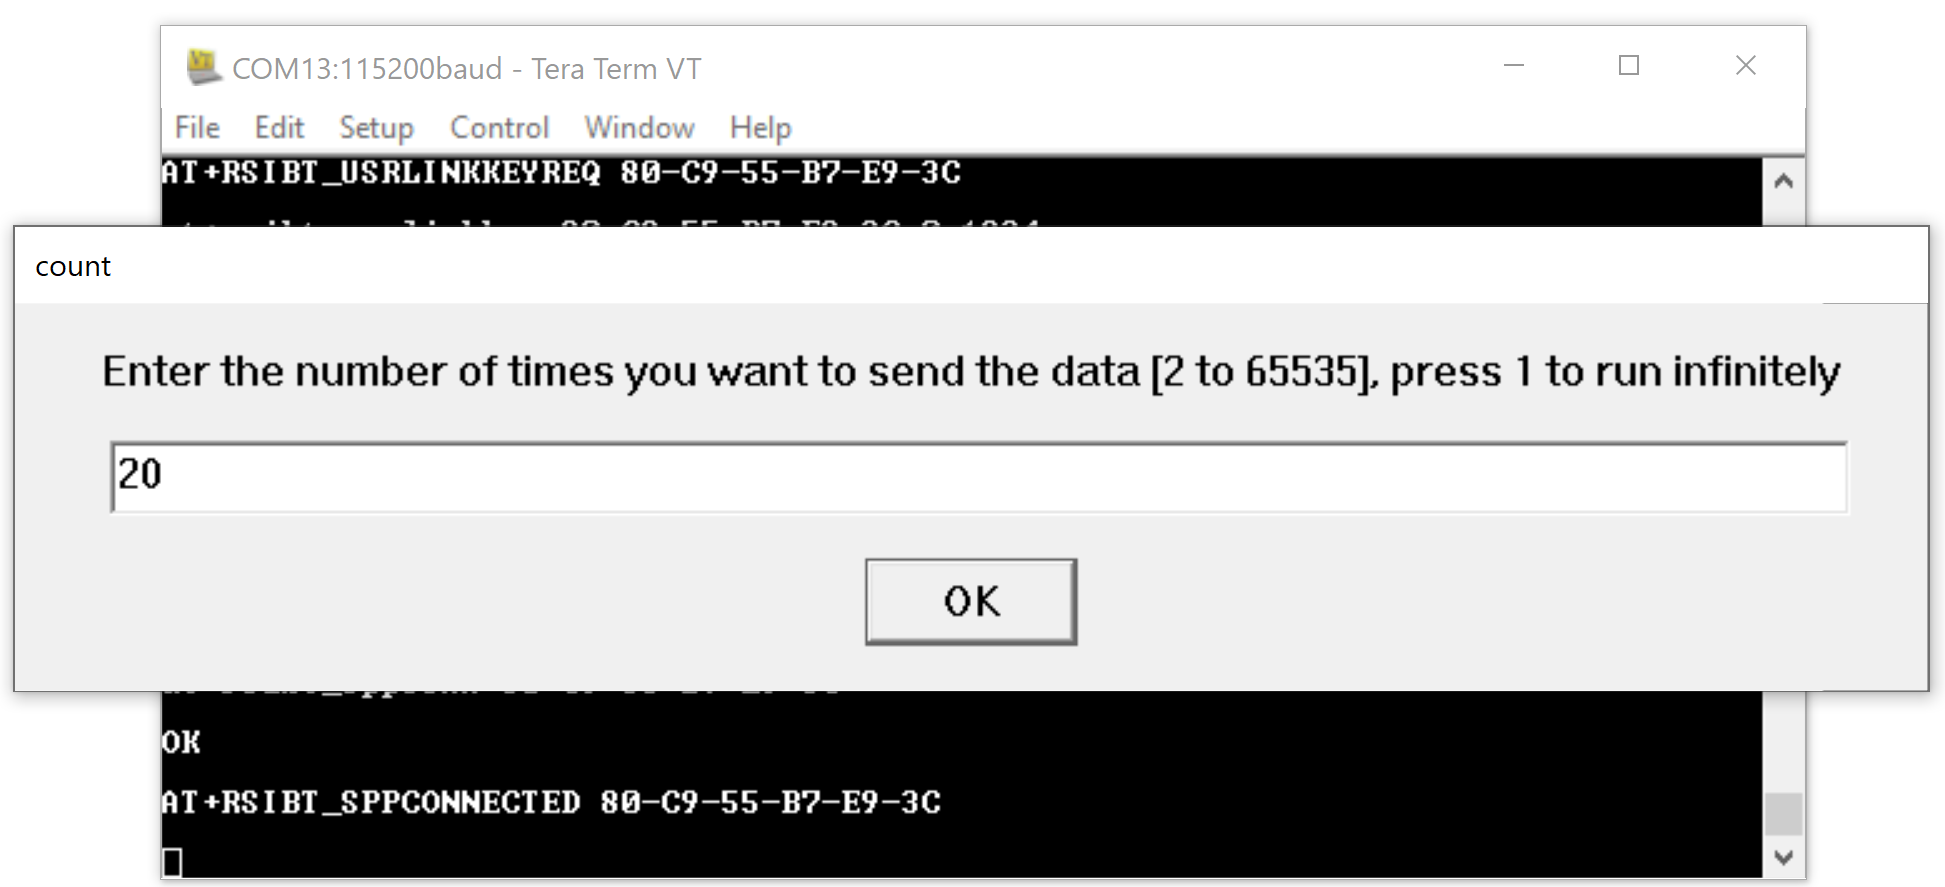 COM13:115200baud - Tera Term VT
File Edit Setup Control Window Help
AT+RSIBT_USRLINKKEYREQ 80-C9-55-B7-E9-3C
count
Enter the number of times you want to send the data [2 to 65535], press 1 to run infinitely
20
OK
OK
AT+RSIBT_SPPCONNECTED 80-C9-55-B7-E9-3C